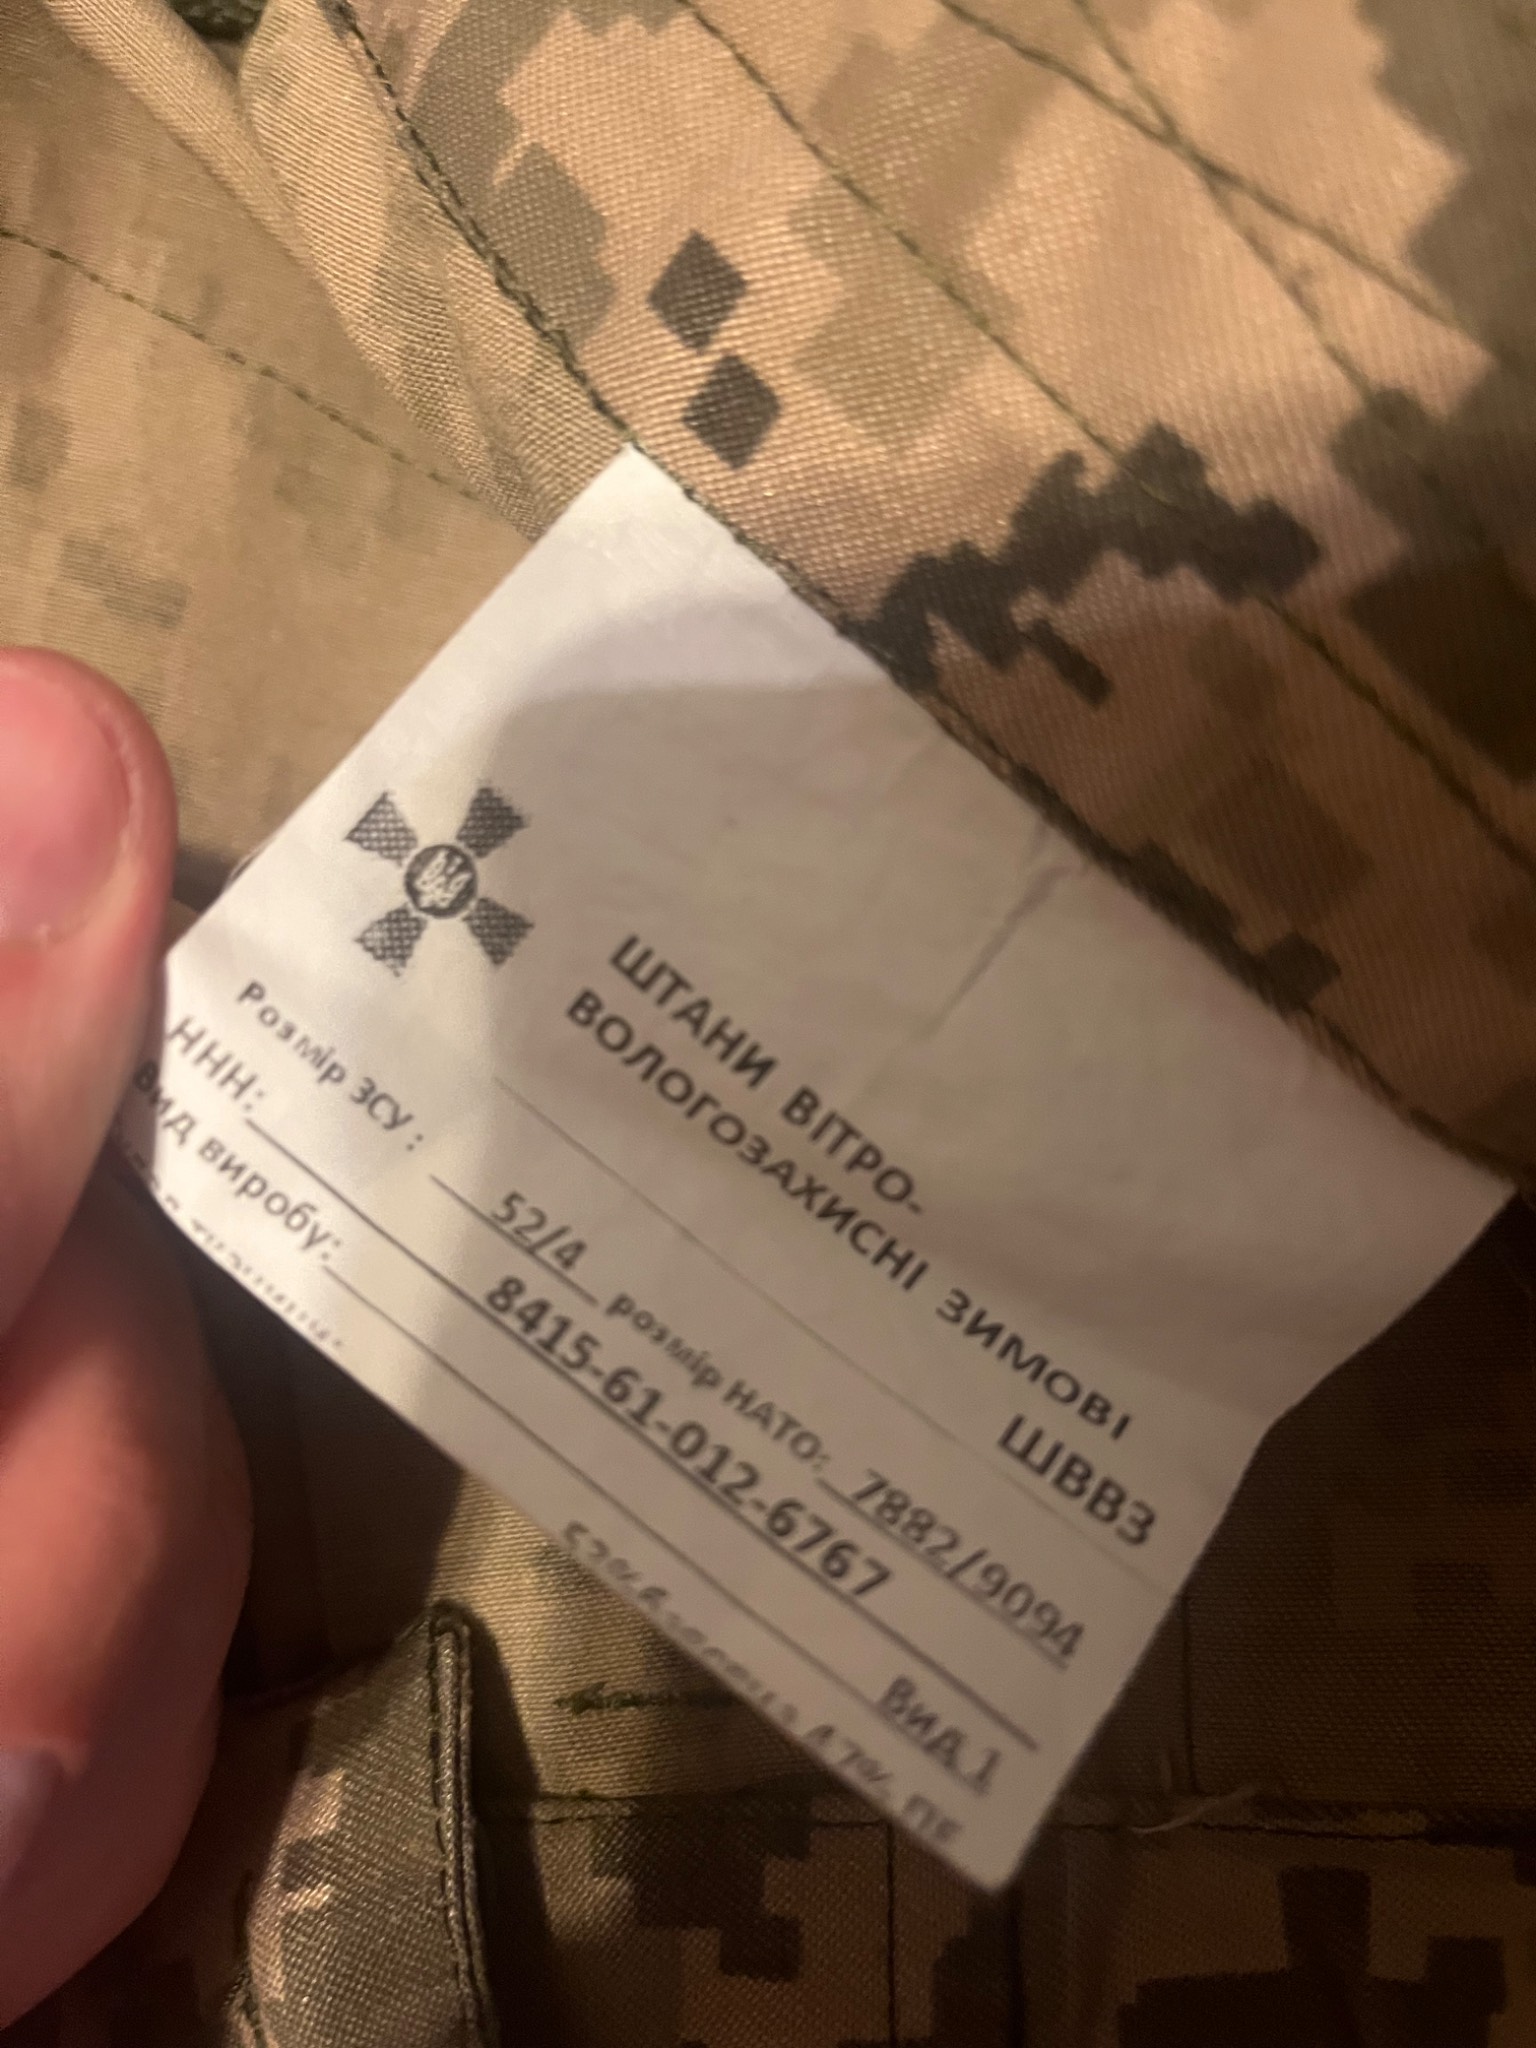 ШТАНИ ВІТРО-
ВОЛОГОЗАХИСНІ ЗИМОВІ
ШВВЗ
Розмір ЗСУ: 52/4 розмір НАТО: 7882/9094
ННН: 8415-61-012-6767
Вид виробу: Вид 1